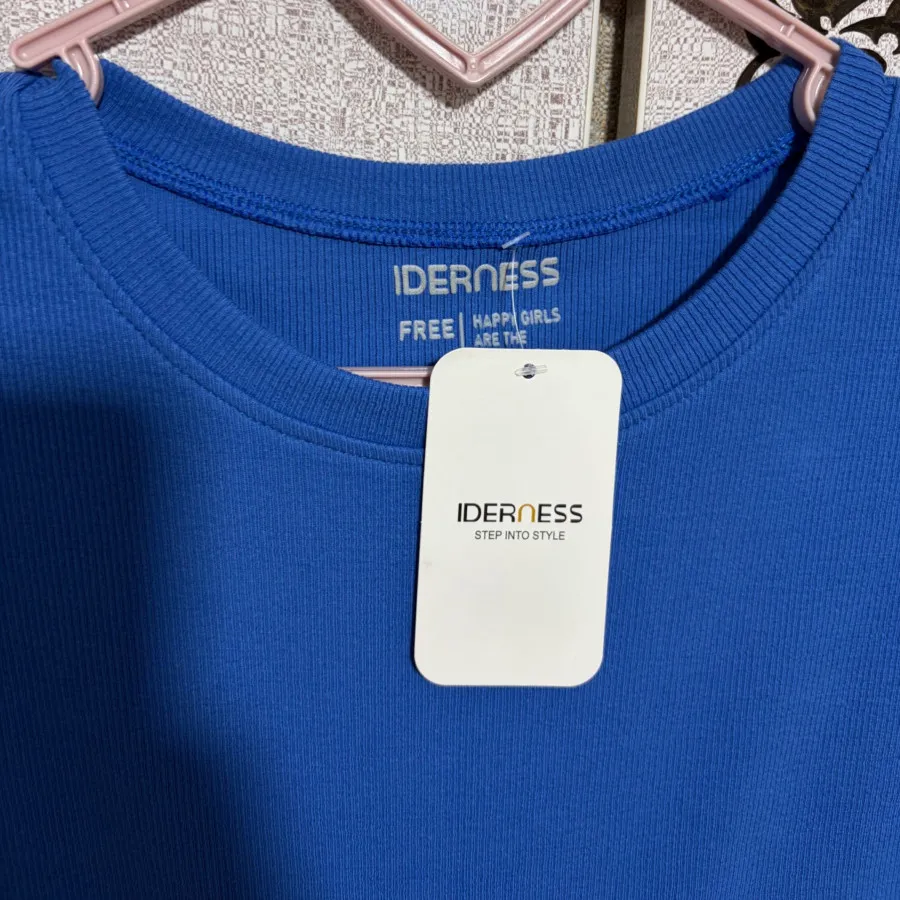 IDERNESS
FREE | HAPPY GIRLS
ARE THE
IDERNESS
STEP INTO STYLE